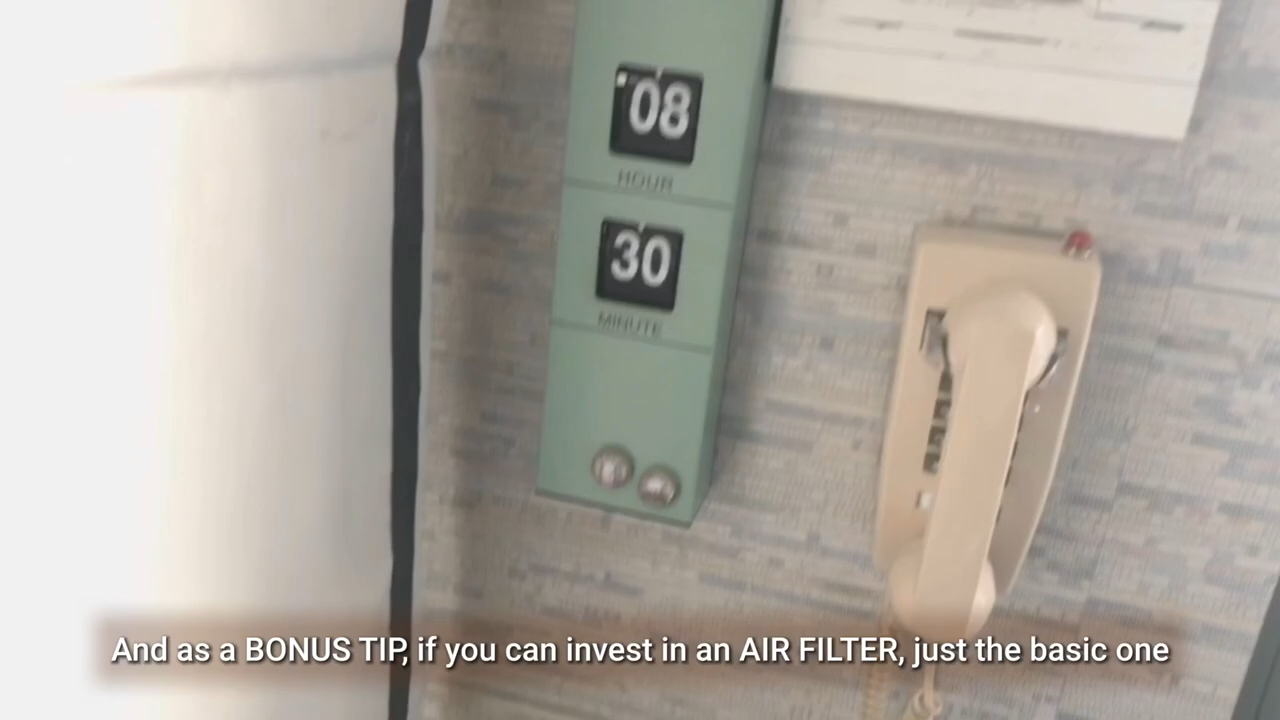 08
HOUR
30
MINUTE
And as a BONUS TIP, if you can invest in an AIR FILTER, just the basic one